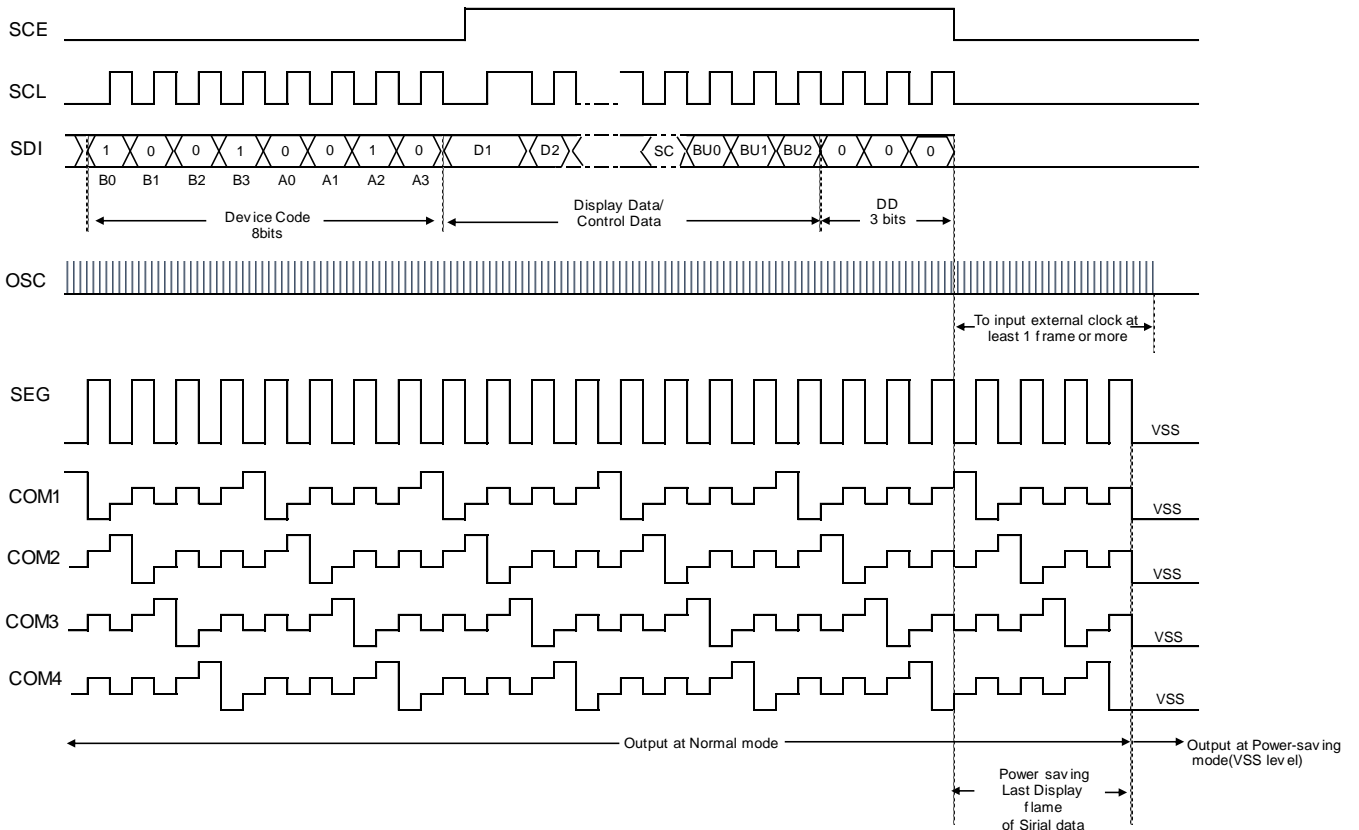 SCE
SCL
SDI
1 0 0 1 0 0 1 0 D1 D2 SC BU0 BU1 BU2 0 0 0
B0 B1 B2 B3 A0 A1 A2 A3
Device Code
8bits
Display Data/
Control Data
DD
3 bits
OSC
To input external clock at
least 1 frame or more
SEG
VSS
COM1
VSS
COM2
VSS
COM3
VSS
COM4
VSS
Output at Normal mode
Output at Power-saving
mode(VSS level)
Power saving
Last Display
flame
of Sirial data